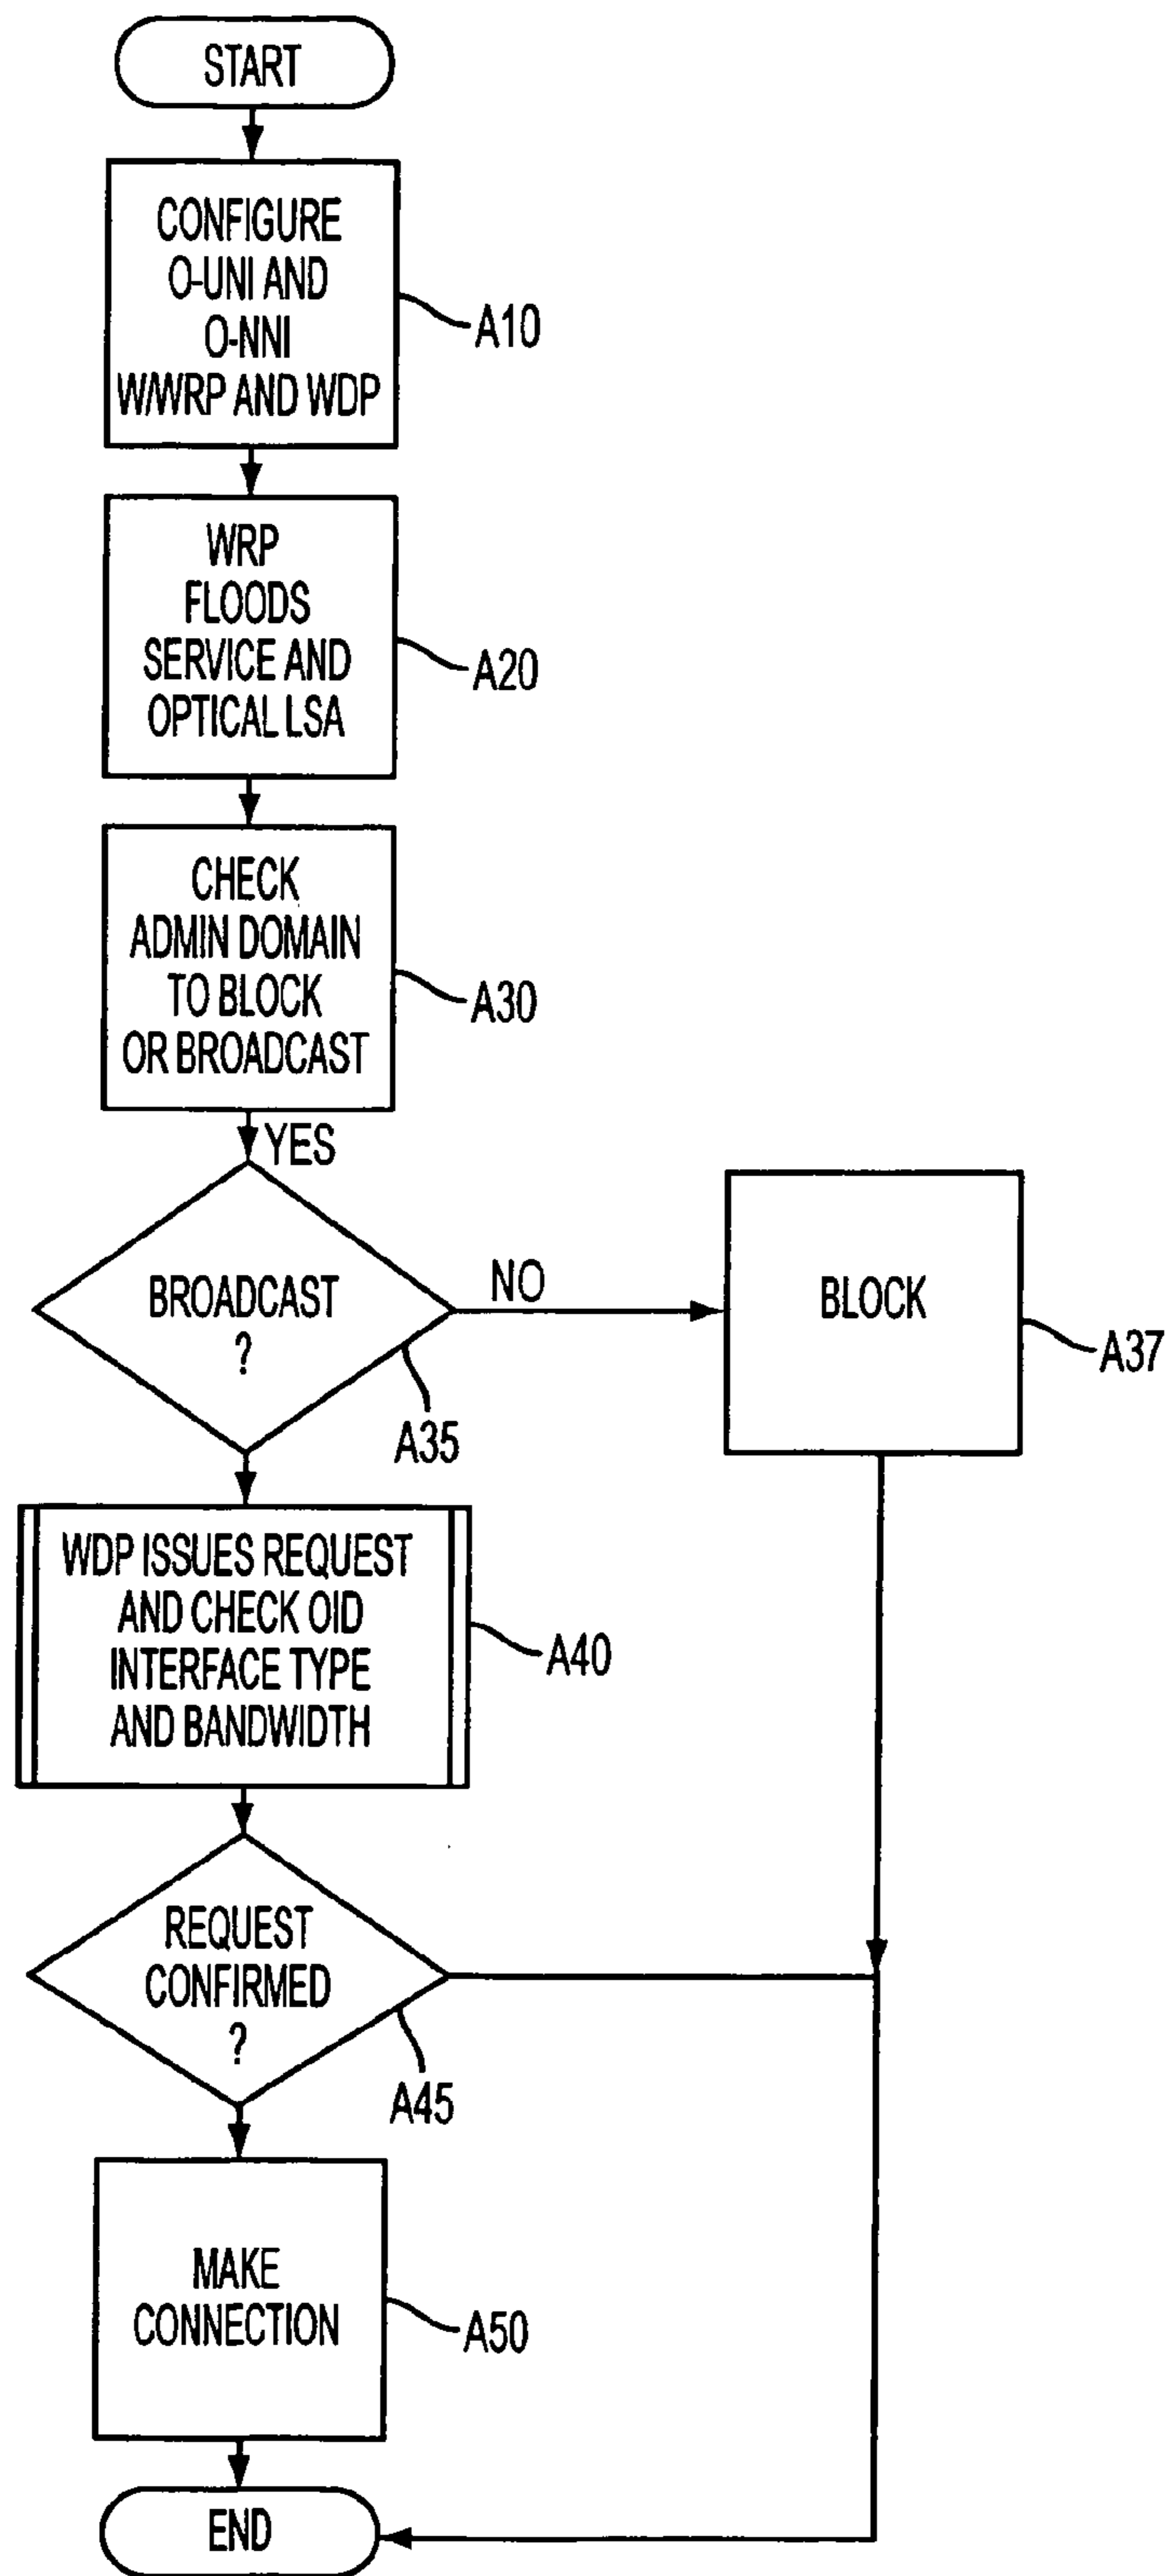 START
CONFIGURE
O-UNI AND
O-NNI
W/WRP AND WDP
A10
WRP
FLOODS
SERVICE AND
OPTICAL LSA
A20
CHECK
ADMIN DOMAIN
TO BLOCK
OR BROADCAST
A30
YES
BROADCAST
?
A35
NO
BLOCK
A37
WDP ISSUES REQUEST
AND CHECK OID
INTERFACE TYPE
AND BANDWIDTH
A40
REQUEST
CONFIRMED
?
A45
MAKE
CONNECTION
A50
END